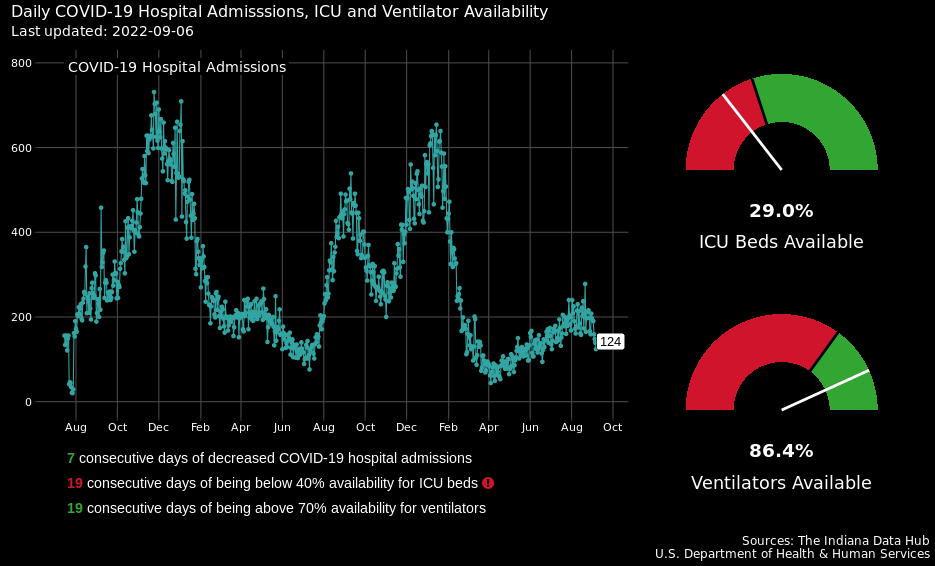 Daily COVID-19 Hospital Admisssions, ICU and Ventilator Availability
Last updated: 2022-09-06
COVID-19 Hospital Admissions
800
600
400
200
0
124
Aug Oct Dec Feb Apr Jun Aug Oct Dec Feb Apr Jun Aug Oct
29.0%
ICU Beds Available
86.4%
Ventilators Available
7 consecutive days of decreased COVID-19 hospital admissions
19 consecutive days of being below 40% availability for ICU beds !
19 consecutive days of being above 70% availability for ventilators
Sources: The Indiana Data Hub
U.S. Department of Health & Human Services